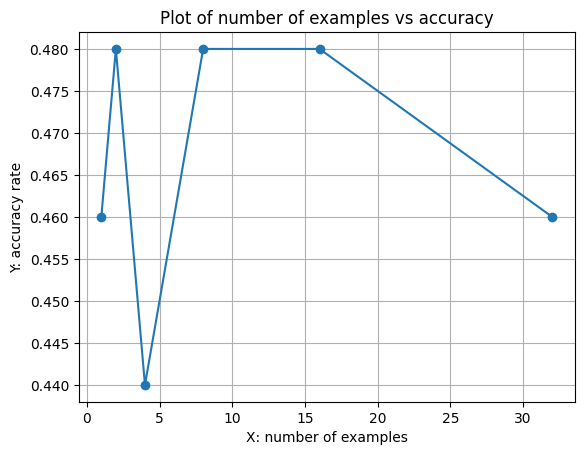 Plot of number of examples vs accuracy
Y: accuracy rate
0.480
0.475
0.470
0.465
0.460
0.455
0.450
0.445
0.440
0 5 10 15 20 25 30
X: number of examples